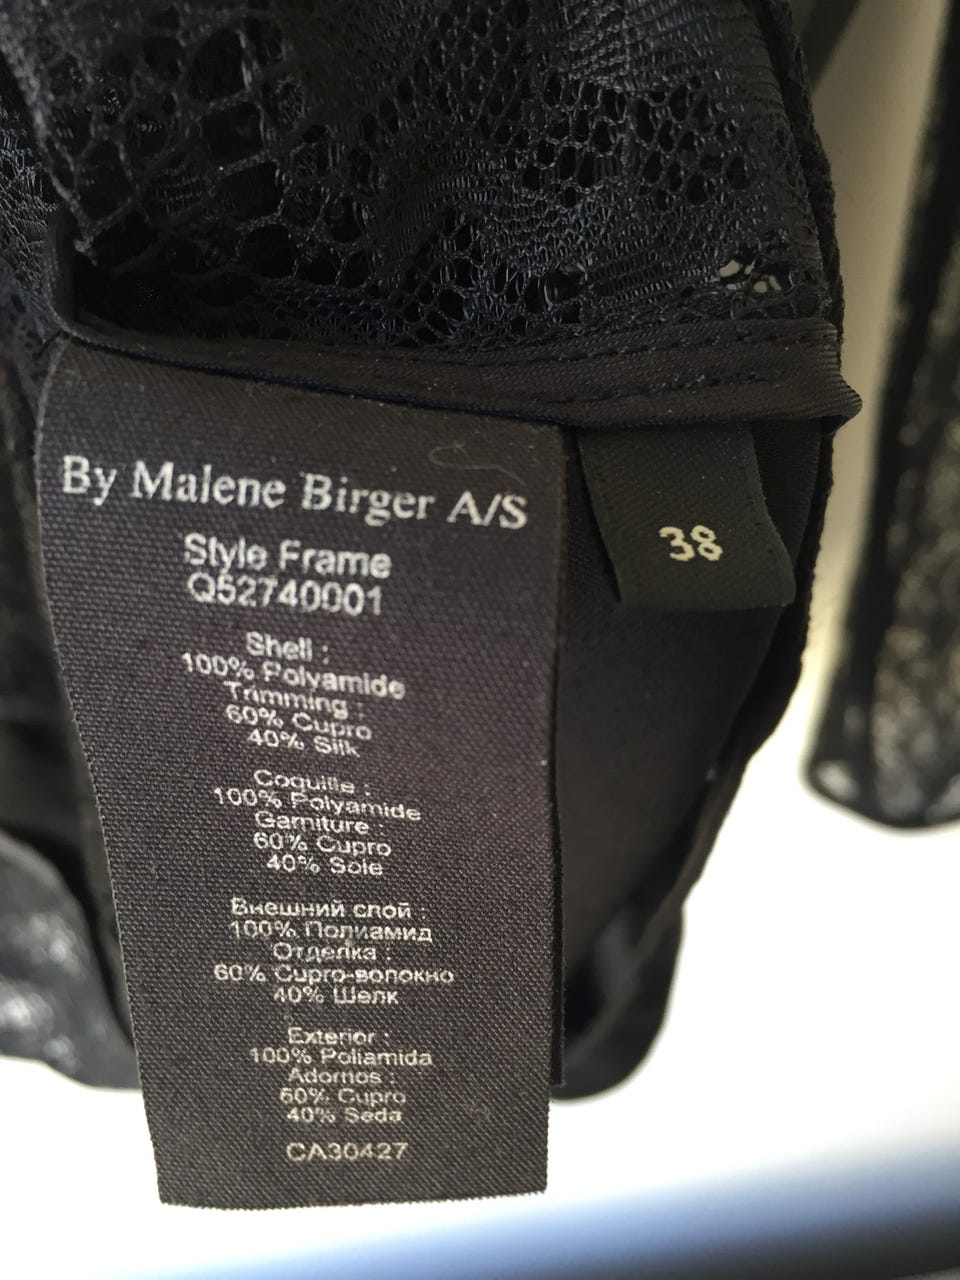 By Malene Birger A/S
Style Frame
Q52740001
Shell :
100% Polyamide
Trimming :
60% Cupro
40% Silk
Coquille :
100% Polyamide
Garniture :
60% Cupro
40% Soie
Внешний слой :
100% Полиамид
Отделка :
60% Cupro-волокно
40% Шелк
Exterior :
100% Poliamida
Adornos :
60% Cupro
40% Seda
CA30427
38